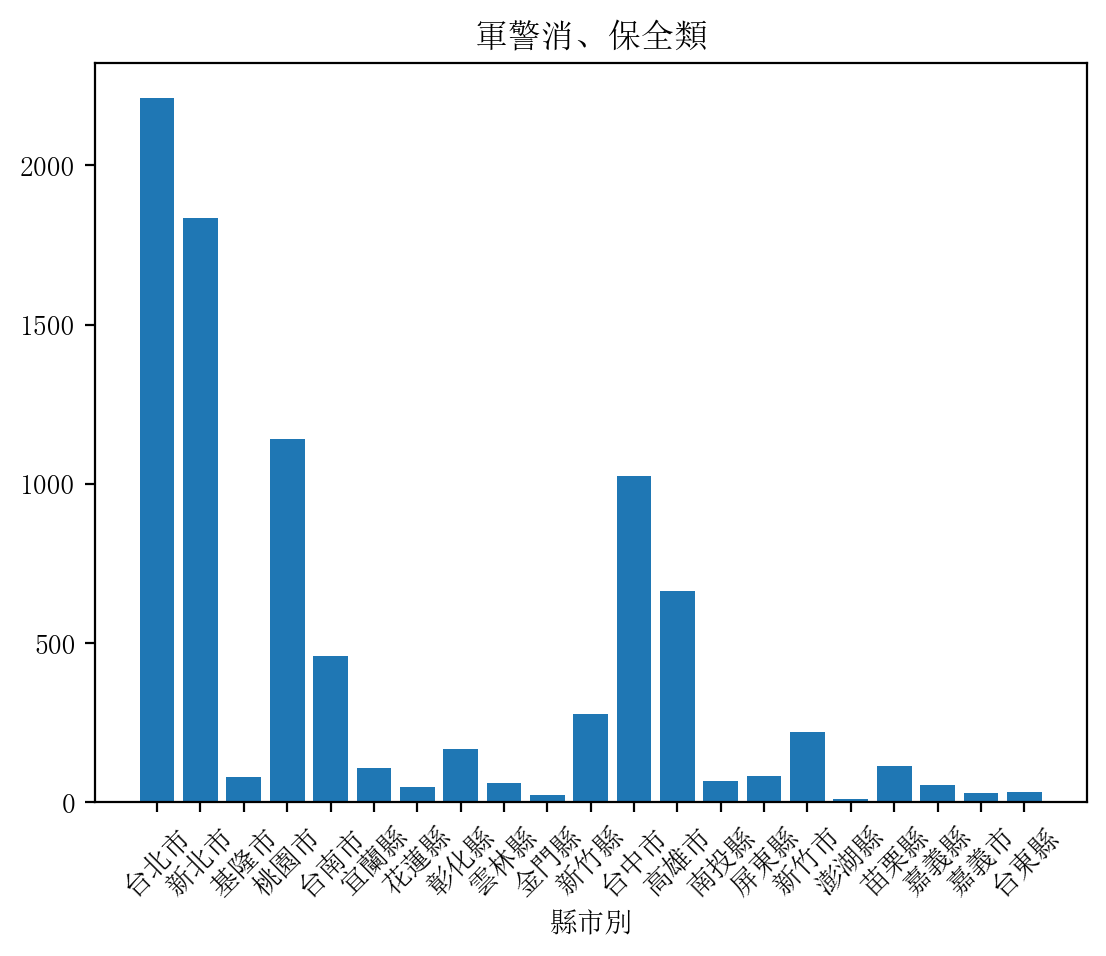 軍警消、保全類
2000
1500
1000
500
0
台北市
新北市
基隆市
桃園市
台南市
宜蘭縣
花蓮縣
彰化縣
雲林縣
金門縣
新竹縣
台中市
高雄市
南投縣
屏東縣
新竹市
澎湖縣
苗栗縣
嘉義縣
嘉義市
台東縣
縣市別